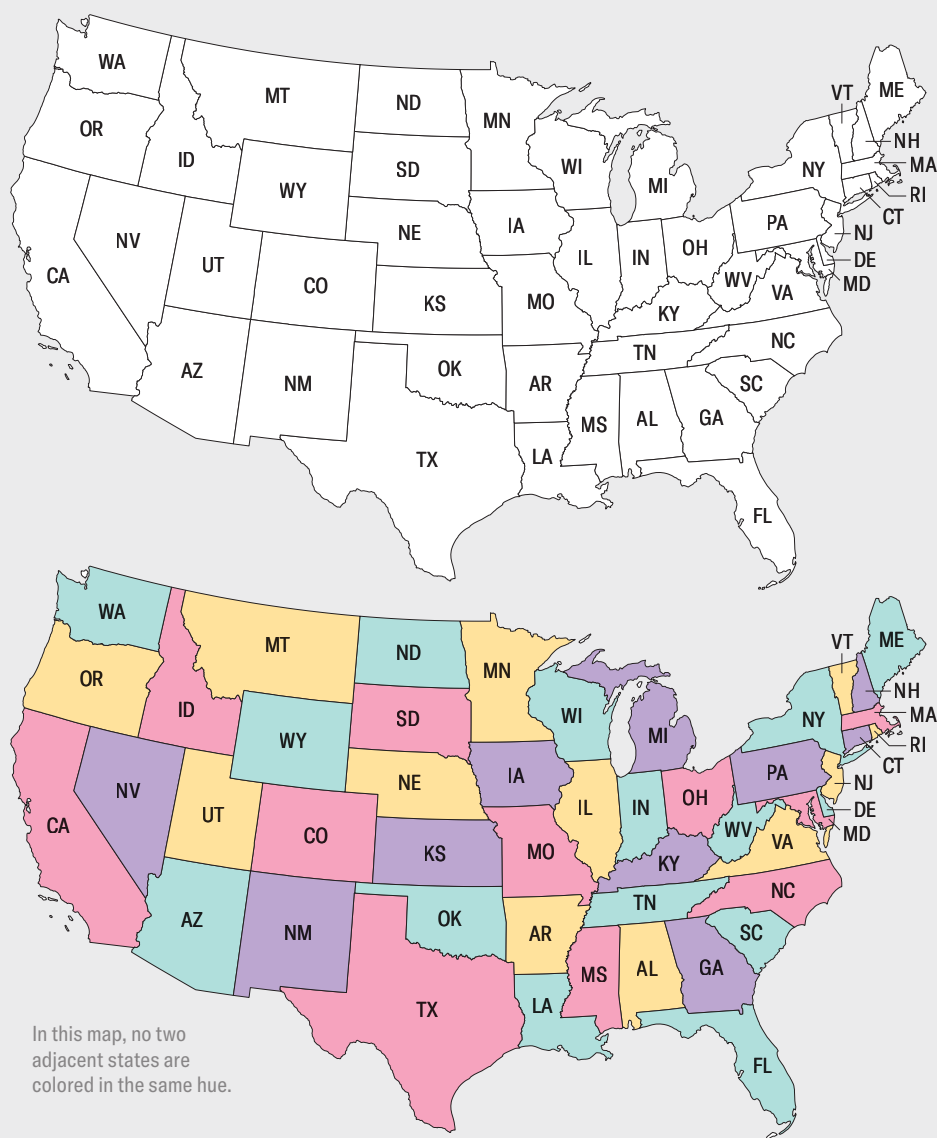 WA
MT
ND
MN
OR
ID
WY
SD
WI
MI
NY
VT
ME
NH
MA
RI
CT
NJ
DE
MD
PA
NV
UT
CO
NE
IA
IL
IN
OH
WV
VA
CA
KS
MO
KY
AZ
NM
OK
AR
TN
NC
SC
MS
AL
GA
TX
LA
FL
WA
MT
ND
MN
OR
ID
WY
SD
WI
MI
NY
VT
ME
NH
MA
RI
CT
NJ
DE
MD
PA
NV
UT
CO
NE
IA
IL
IN
OH
WV
VA
CA
KS
MO
KY
AZ
NM
OK
AR
TN
NC
SC
MS
AL
GA
TX
LA
FL
In this map, no two
adjacent states are
colored in the same hue.